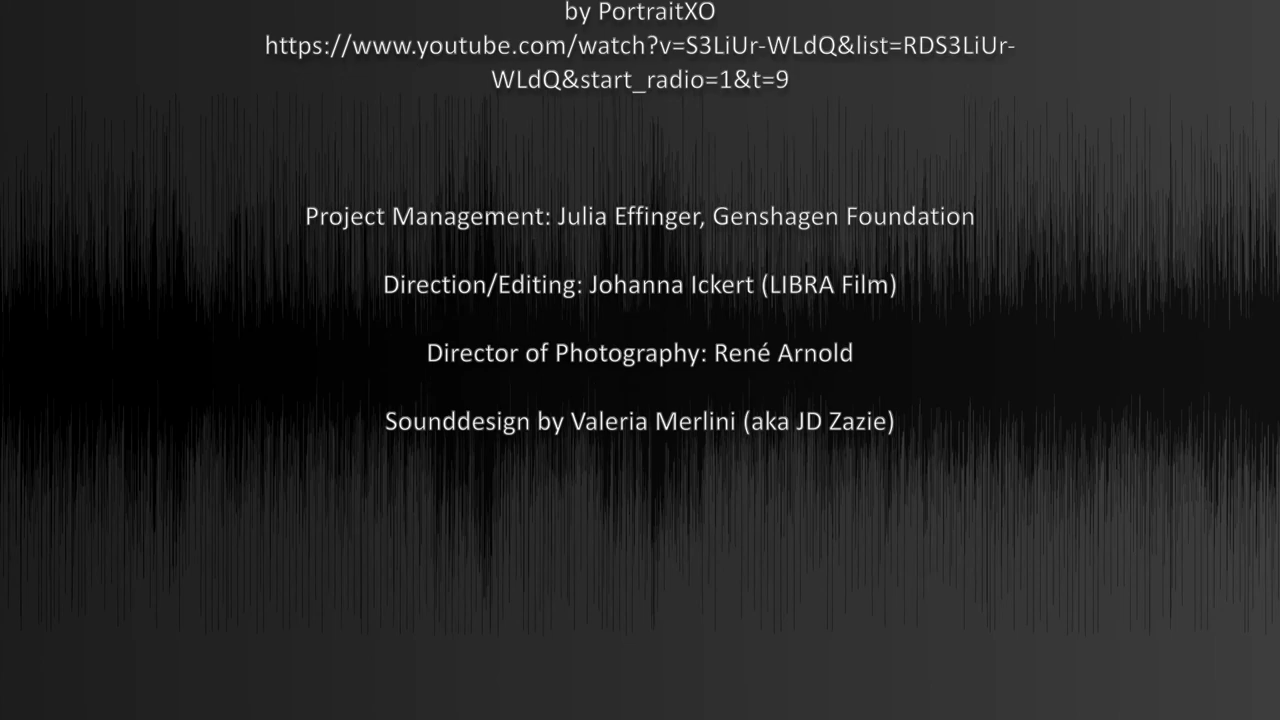 by PortraitXO
https://www.youtube.com/watch?v=S3LiUr-WLdQ&list=RDS3LiUr-
WLdQ&start_radio=1&t=9
Project Management: Julia Effinger, Genshagen Foundation
Direction/Editing: Johanna Ickert (LIBRA Film)
Director of Photography: René Arnold
Sounddesign by Valeria Merlini (aka JD Zazie)